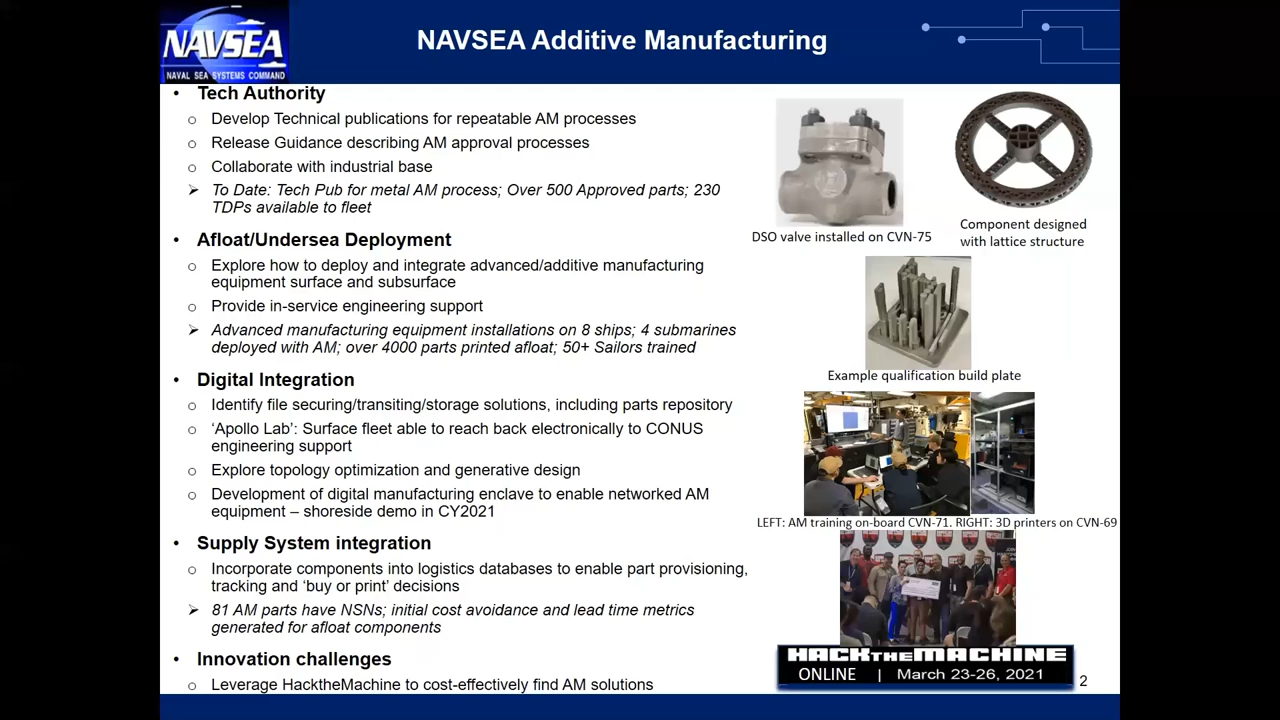 NAVSEA
NAVAL SEA SYSTEMS COMMAND
NAVSEA Additive Manufacturing
• Tech Authority
o Develop Technical publications for repeatable AM processes
o Release Guidance describing AM approval processes
o Collaborate with industrial base
➢ To Date: Tech Pub for metal AM process; Over 500 Approved parts; 230
TDPs available to fleet
• Afloat/Undersea Deployment
o Explore how to deploy and integrate advanced/additive manufacturing
equipment surface and subsurface
o Provide in-service engineering support
➢ Advanced manufacturing equipment installations on 8 ships; 4 submarines
deployed with AM; over 4000 parts printed afloat; 50+ Sailors trained
• Digital Integration
o Identify file securing/transiting/storage solutions, including parts repository
o ‘Apollo Lab’: Surface fleet able to reach back electronically to CONUS
engineering support
o Explore topology optimization and generative design
o Development of digital manufacturing enclave to enable networked AM
equipment – shoreside demo in CY2021
• Supply System integration
o Incorporate components into logistics databases to enable part provisioning,
tracking and ‘buy or print’ decisions
➢ 81 AM parts have NSNs; initial cost avoidance and lead time metrics
generated for afloat components
• Innovation challenges
o Leverage HacktheMachine to cost-effectively find AM solutions
DSO valve installed on CVN-75
Component designed
with lattice structure
Example qualification build plate
LEFT: AM training on-board CVN-71. RIGHT: 3D printers on CVN-69
HACKTHEMACHINE
ONLINE | March 23-26, 2021
2